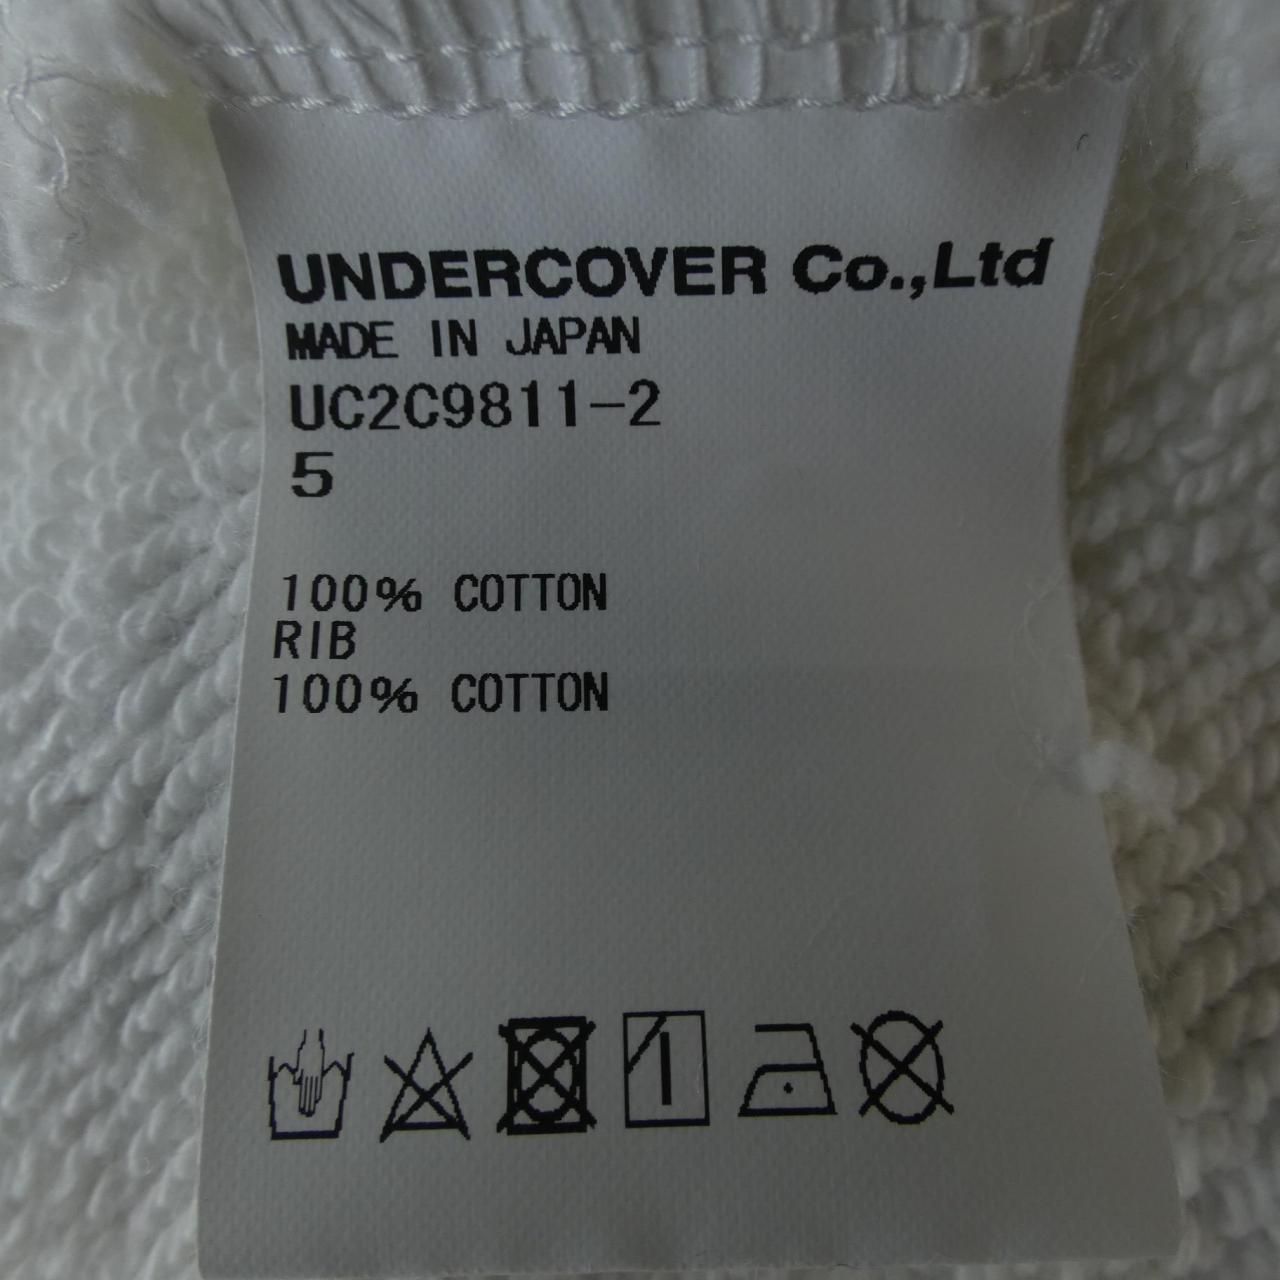 UNDERCOVER Co.,Ltd
MADE IN JAPAN
UC2C9811-2
5
100% COTTON
RIB
100% COTTON